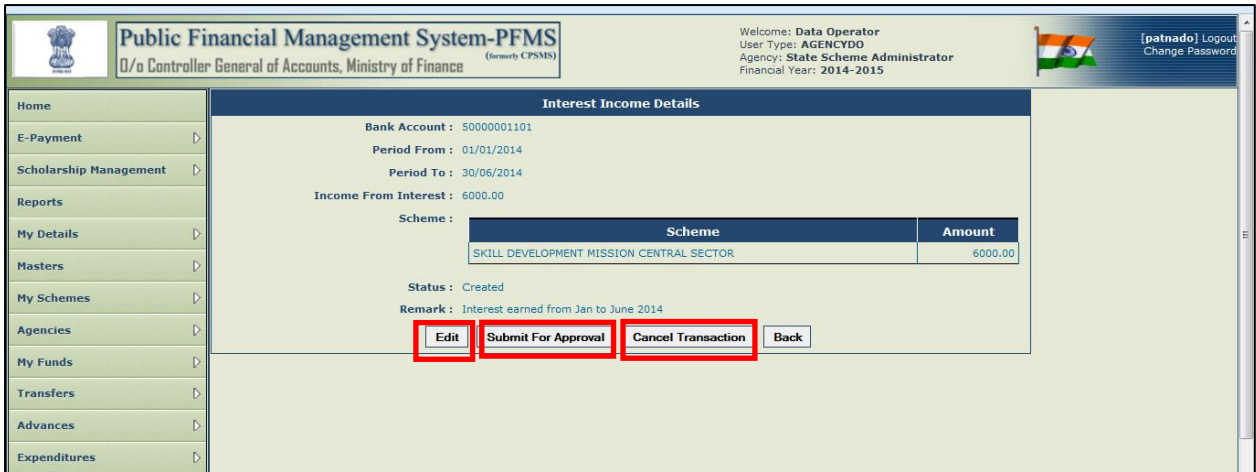 Public Financial Management System-PFMS
(formerly CPSMS)
O/o Controller General of Accounts, Ministry of Finance
Welcome: Data Operator
User Type: AGENCYDO
Agency: State Scheme Administrator
Financial Year: 2014-2015
[patnado] Logout
Change Password
Home
E-Payment
Scholarship Management
Reports
My Details
Masters
My Schemes
Agencies
My Funds
Transfers
Advances
Expenditures
Interest Income Details
Bank Account : 50000001101
Period From : 01/01/2014
Period To : 30/06/2014
Income From Interest : 6000.00
Scheme :
Scheme Amount
SKILL DEVELOPMENT MISSION CENTRAL SECTOR 6000.00
Status : Created
Remark : Interest earned from Jan to June 2014
Edit Submit For Approval Cancel Transaction Back